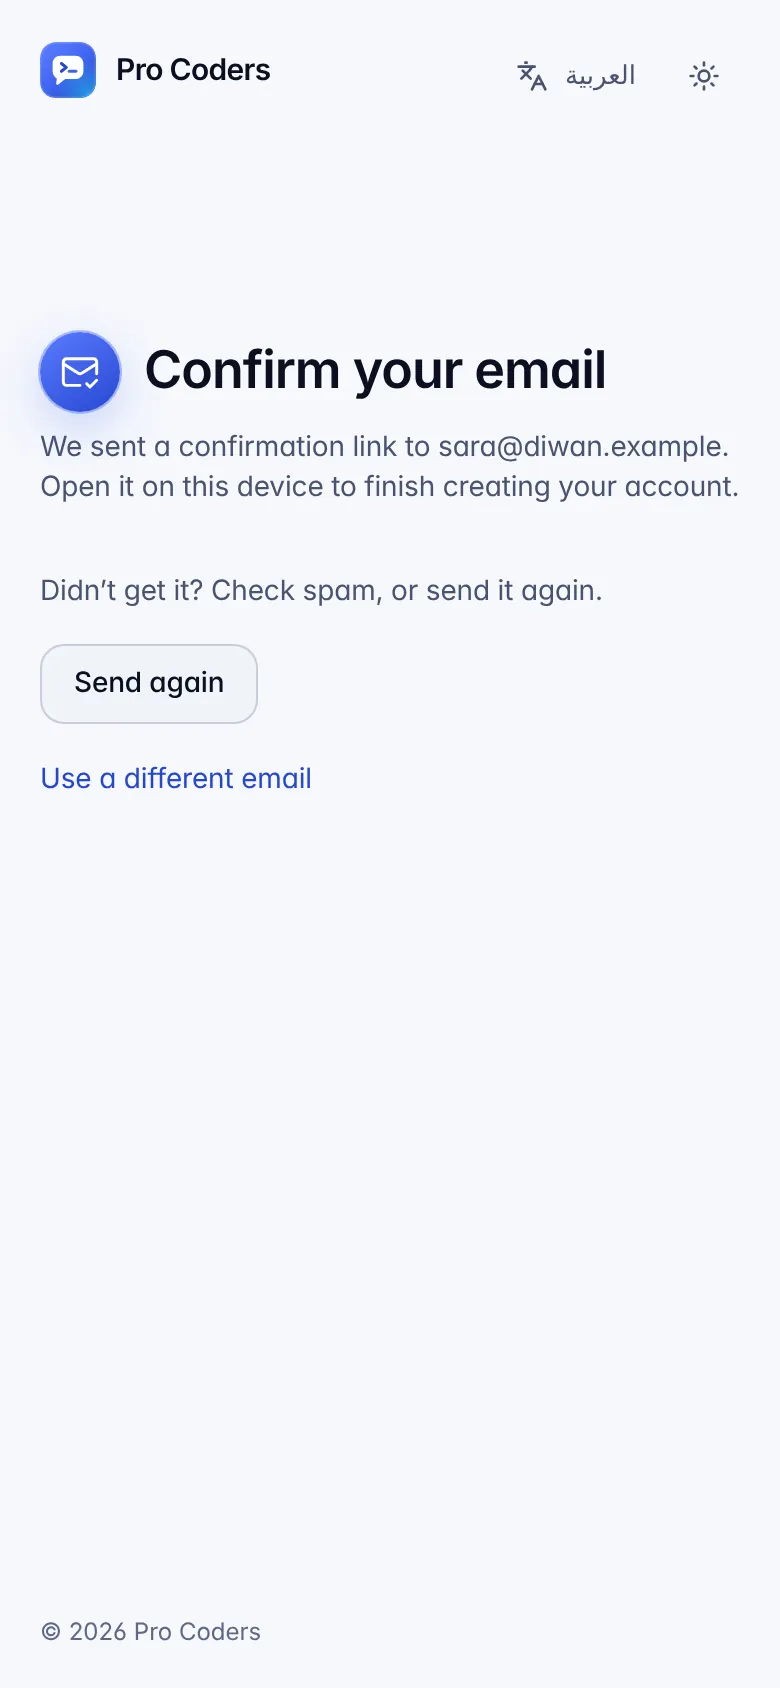 Pro Coders
العربية
Confirm your email
We sent a confirmation link to sara@diwan.example.
Open it on this device to finish creating your account.
Didn’t get it? Check spam, or send it again.
Send again
Use a different email
© 2026 Pro Coders